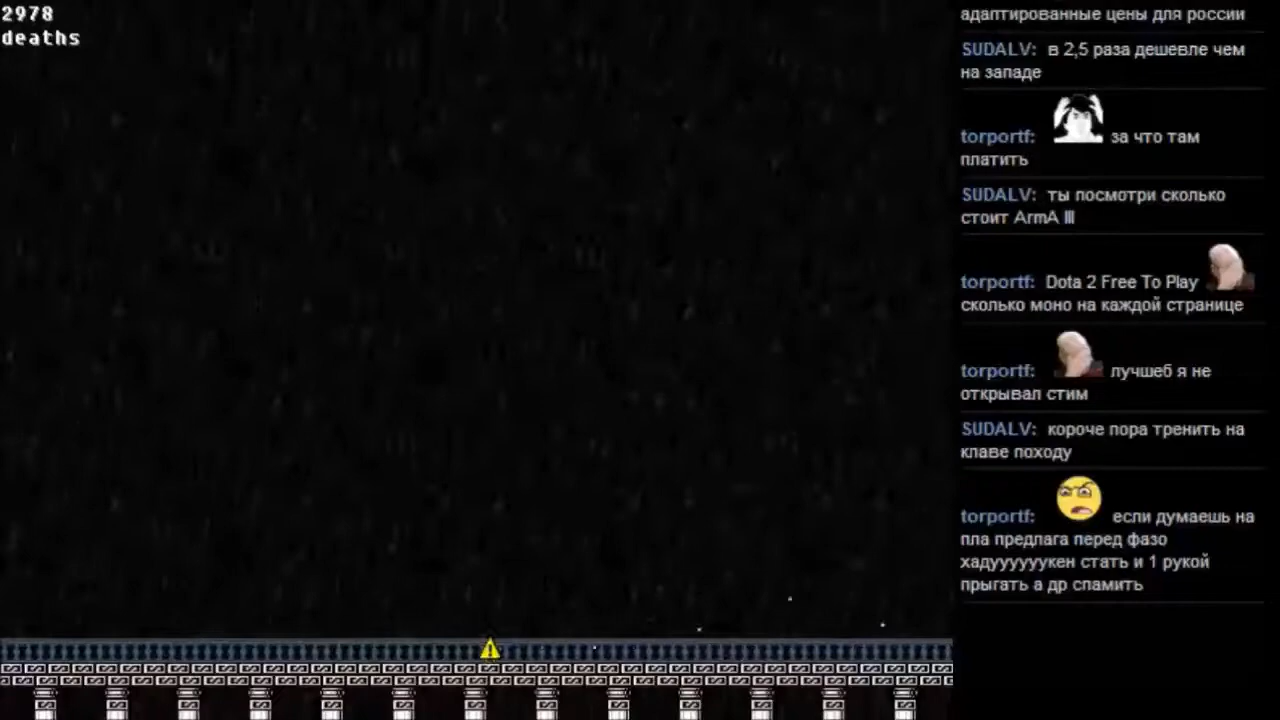 2978
deaths
адаптированные цены для россии
SUDALV: в 2,5 раза дешевле чем
на западе
torportf: за что там
платить
SUDALV: ты посмотри сколько
стоит ArmA III
torportf: Dota 2 Free To Play
сколько моно на каждой странице
torportf: лучшеб я не
открывал стим
SUDALV: короче пора тренить на
клаве походу
torportf: если думаешь на
пла предлага перед фазо
хадуууууукен стать и 1 рукой
прыгать а др спамить